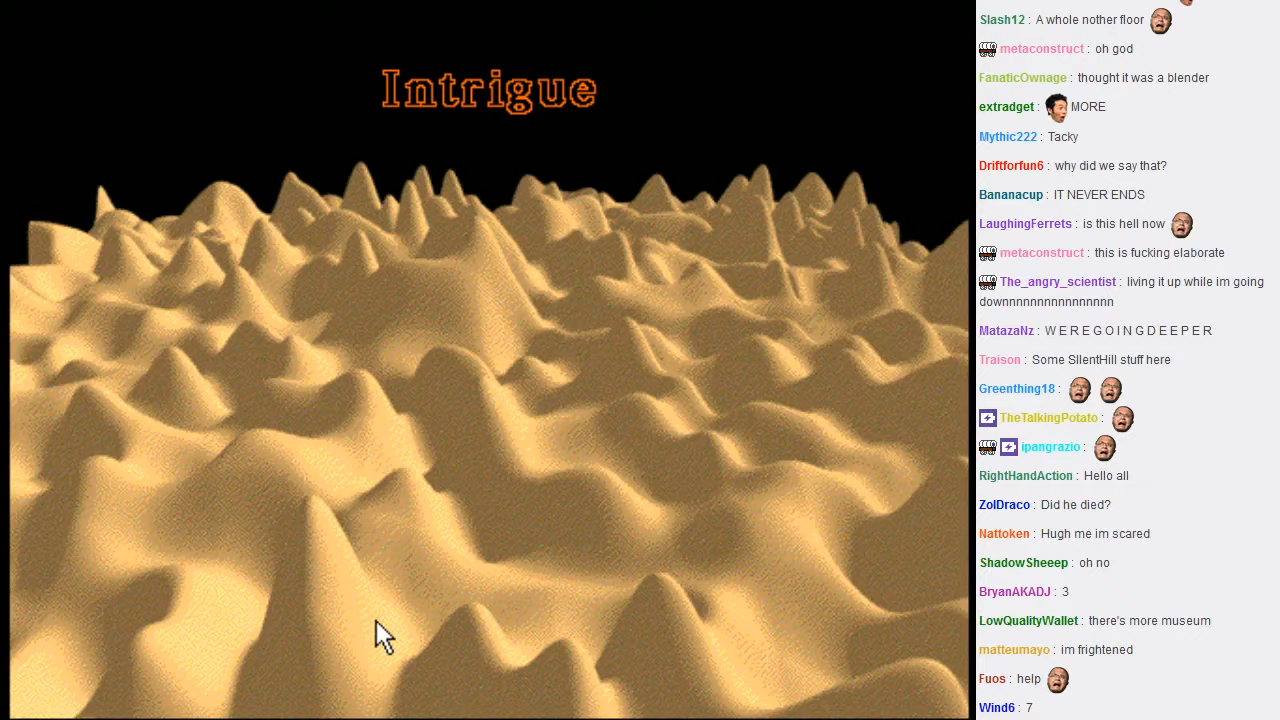 Intrigue
Slash12 : A whole nother floor
metaconstruct : oh god
FanaticOwnage : thought it was a blender
extradget : MORE
Mythic222 : Tacky
Driftforfun6 : why did we say that?
Bananacup : IT NEVER ENDS
LaughingFerrets : is this hell now
metaconstruct : this is fucking elaborate
The_angry_scientist : living it up while im going
downnnnnnnnnnnnnnnnn
MatazaNz : W E R E G O I N G D E E P E R
Traison : Some SIlentHill stuff here
Greenthing18 :
TheTalkingPotato :
ipangrazio :
RightHandAction : Hello all
ZolDraco : Did he died?
Nattoken : Hugh me im scared
ShadowSheeep : oh no
BryanAKADJ : 3
LowQualityWallet : there's more museum
matteumayo : im frightened
Fuos : help
Wind6 : 7